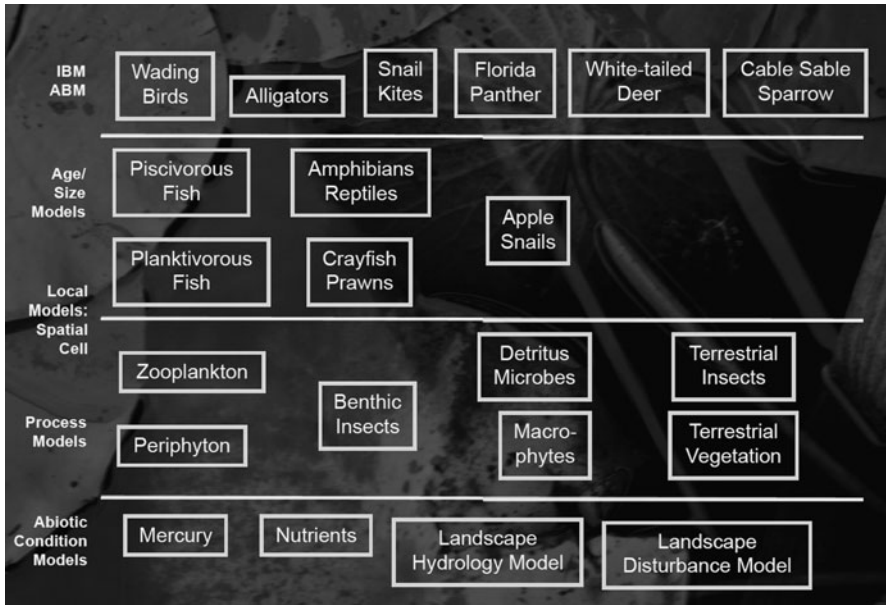 IBM
ABM
Wading
Birds
Alligators
Snail
Kites
Florida
Panther
White-tailed
Deer
Cable Sable
Sparrow
Age/
Size
Models
Piscivorous
Fish
Amphibians
Reptiles
Apple
Snails
Planktivorous
Fish
Crayfish
Prawns
Local
Models:
Spatial
Cell
Zooplankton
Benthic
Insects
Detritus
Microbes
Terrestrial
Insects
Process
Models
Periphyton
Macro-
phytes
Terrestrial
Vegetation
Abiotic
Condition
Models
Mercury
Nutrients
Landscape
Hydrology Model
Landscape
Disturbance Model